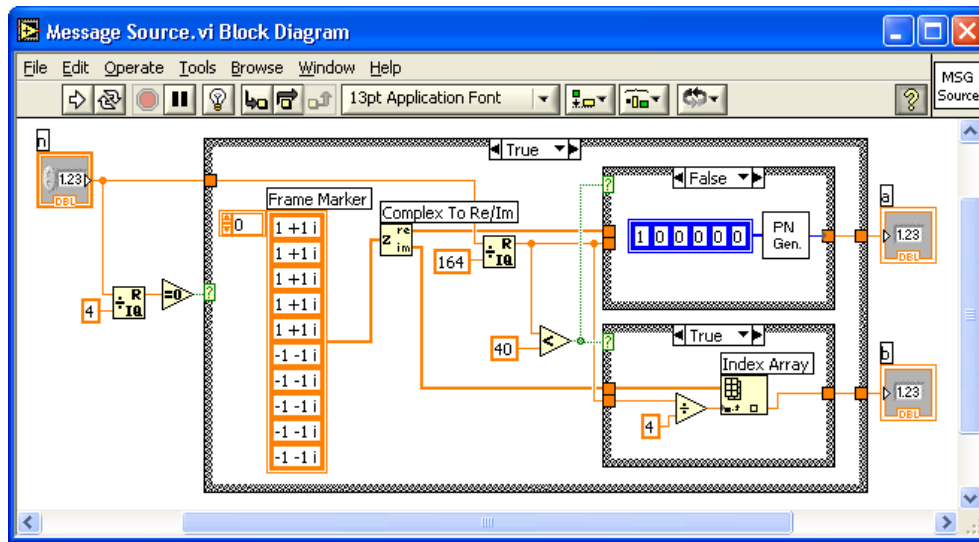 Message Source.vi Block Diagram
File Edit Operate Tools Browse Window Help
13pt Application Font
MSG
Source
n
1.23
DBL
4
R
IQ
=0
?
True
Frame Marker
0
1 +1 i
1 +1 i
1 +1 i
1 +1 i
1 +1 i
-1 -1 i
-1 -1 i
-1 -1 i
-1 -1 i
-1 -1 i
Complex To Re/Im
z re
im
164
R
IQ
40
<
?
False
1 0 0 0 0 0
PN
Gen.
a
1.23
DBL
?
True
Index Array
4
b
1.23
DBL